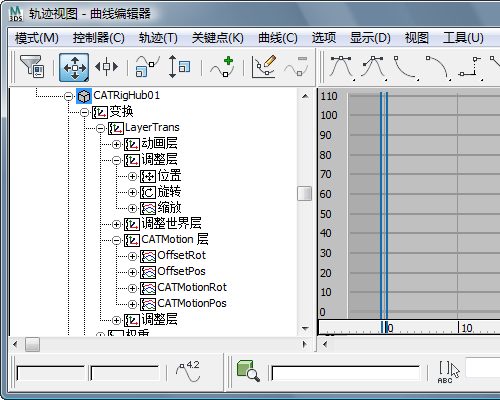 轨迹视图 - 曲线编辑器
模式(M) 控制器(C) 轨迹(T) 关键点(K) 曲线(C) 选项 显示(D) 视图 工具(U)
CATRigHub01
变换
LayerTrans
动画层
调整层
位置
旋转
缩放
调整世界层
CATMotion 层
OffsetRot
OffsetPos
CATMotionRot
CATMotionPos
调整层
权重
110
100
90
80
70
60
50
40
30
20
10
0
0 10
4.2
ABC